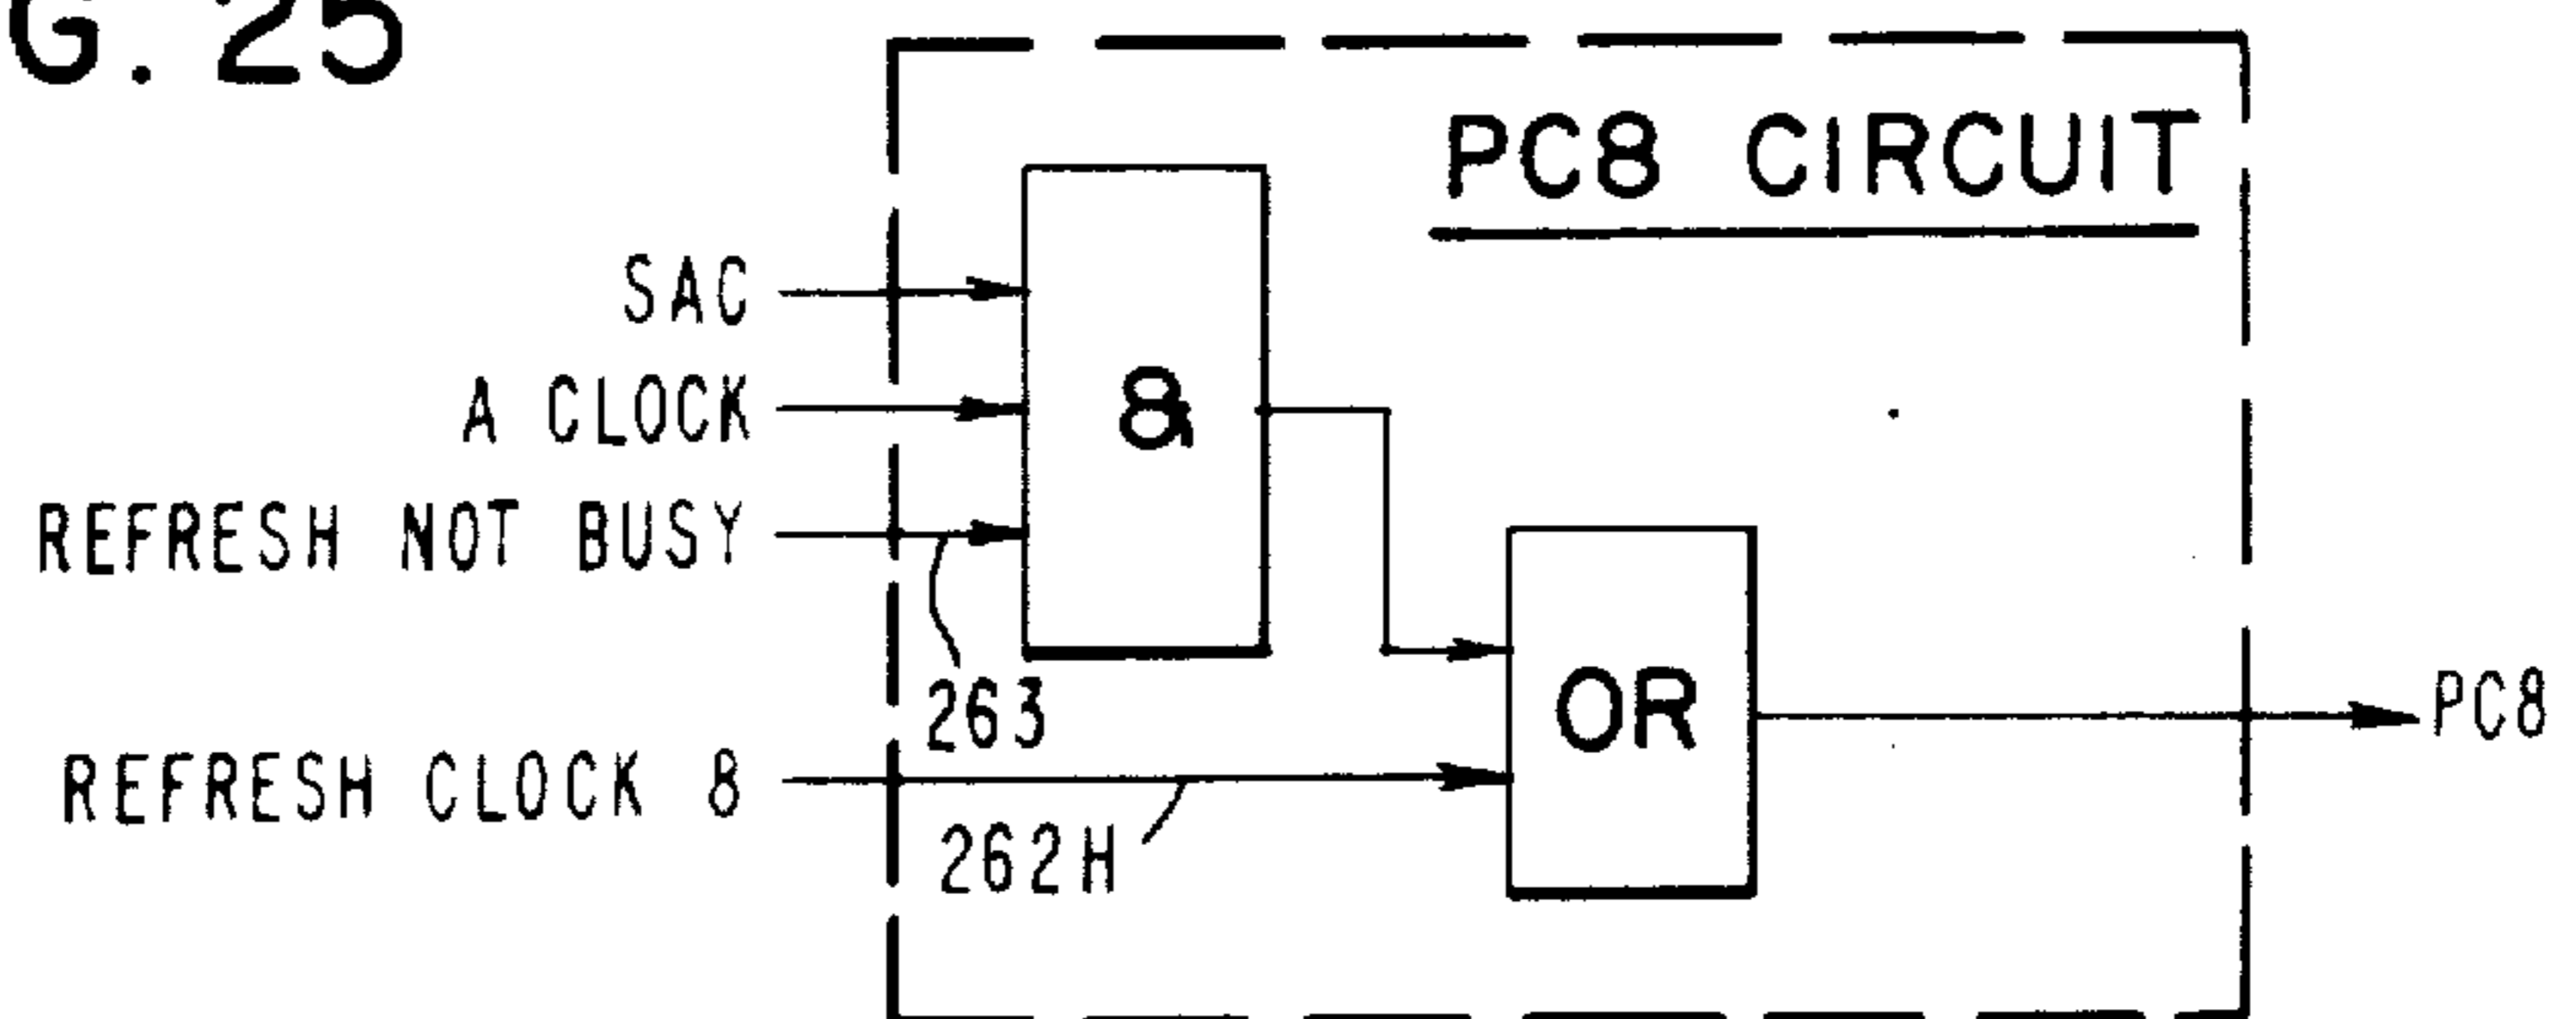 G. 25
PC8 CIRCUIT
SAC
A CLOCK
&
REFRESH NOT BUSY
263
OR
PC8
REFRESH CLOCK 8
262H